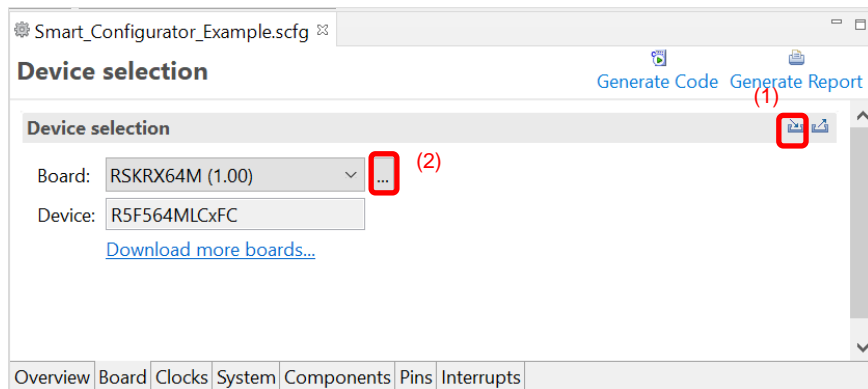 Smart_Configurator_Example.scfg
Device selection
Generate Code Generate Report
(1)
Device selection
Board: RSKRX64M (1.00) ... (2)
Device: R5F564MLCxFC
Download more boards...
Overview Board Clocks System Components Pins Interrupts